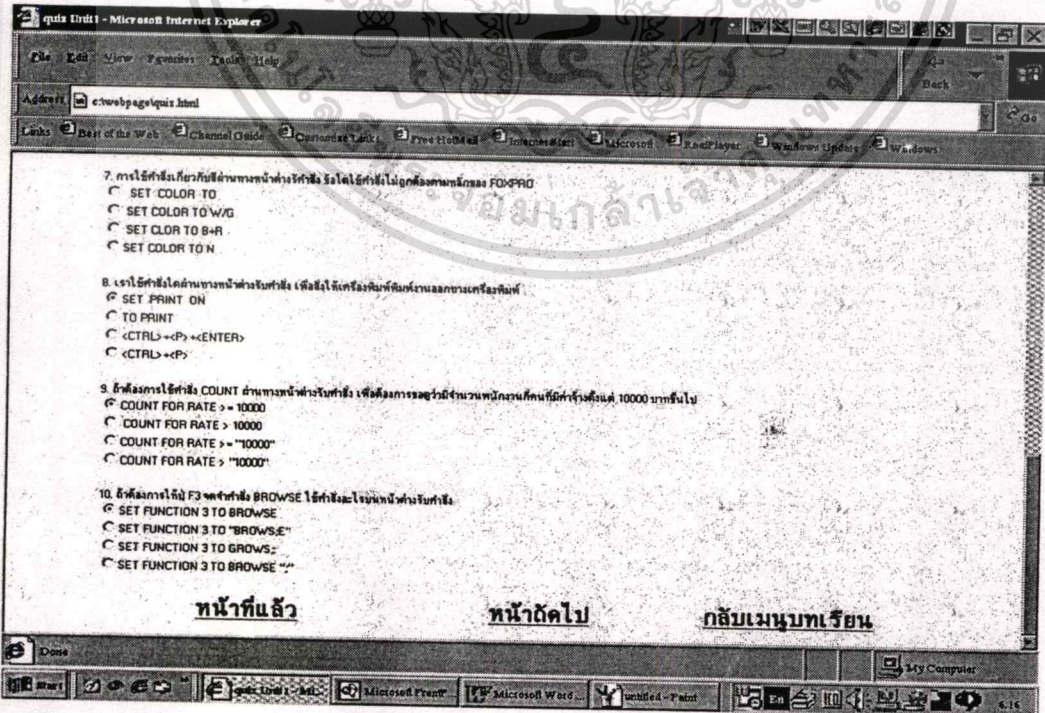 quiz Unit1 - Microsoft Internet Explorer
File Edit View Favorites Tools Help
Back
Address c:\webpage\quiz.html
Go
Links Best of the Web Channel Guide Customize Links Free HotMail Internet Start Microsoft RealPlayer Windows Update Windows
7. การใช้คำสั่งเกี่ยวกับสีผ่านทางหน้าต่างรับคำสั่ง ข้อใดใช้คำสั่งไม่ถูกต้องตามหลักของ FOXPRO
SET COLOR TO
SET COLOR TO W/G
SET CLOR TO B+R
SET COLOR TO N
8. เราใช้คำสั่งใดผ่านทางหน้าต่างรับคำสั่ง เพื่อสั่งให้เครื่องพิมพ์พิมพ์งานออกทางเครื่องพิมพ์
SET PRINT ON
TO PRINT
<CTRL>+<P>+<ENTER>
<CTRL>+<P>
9. ถ้าต้องการใช้คำสั่ง COUNT ผ่านทางหน้าต่างรับคำสั่ง เพื่อต้องการขอดูว่ามีจำนวนพนักงานกี่คนที่มีค่าจ้างตั้งแต่ 10000 บาทขึ้นไป
COUNT FOR RATE >= 10000
COUNT FOR RATE > 10000
COUNT FOR RATE >= "10000"
COUNT FOR RATE > "10000"
10. ถ้าต้องการให้ปุ่ม F3 จดจำคำสั่ง BROWSE ใช้คำสั่งอะไรบนหน้าต่างรับคำสั่ง
SET FUNCTION 3 TO BROWSE
SET FUNCTION 3 TO "BROWS;E"
SET FUNCTION 3 TO GROWS;
SET FUNCTION 3 TO BROWSE ";"
หน้าที่แล้ว หน้าถัดไป กลับเมนูบทเรียน
Done
My Computer
Start quiz Unit1 - Mi... Microsoft FrontP Microsoft Word ... untitled - Paint En 6:16